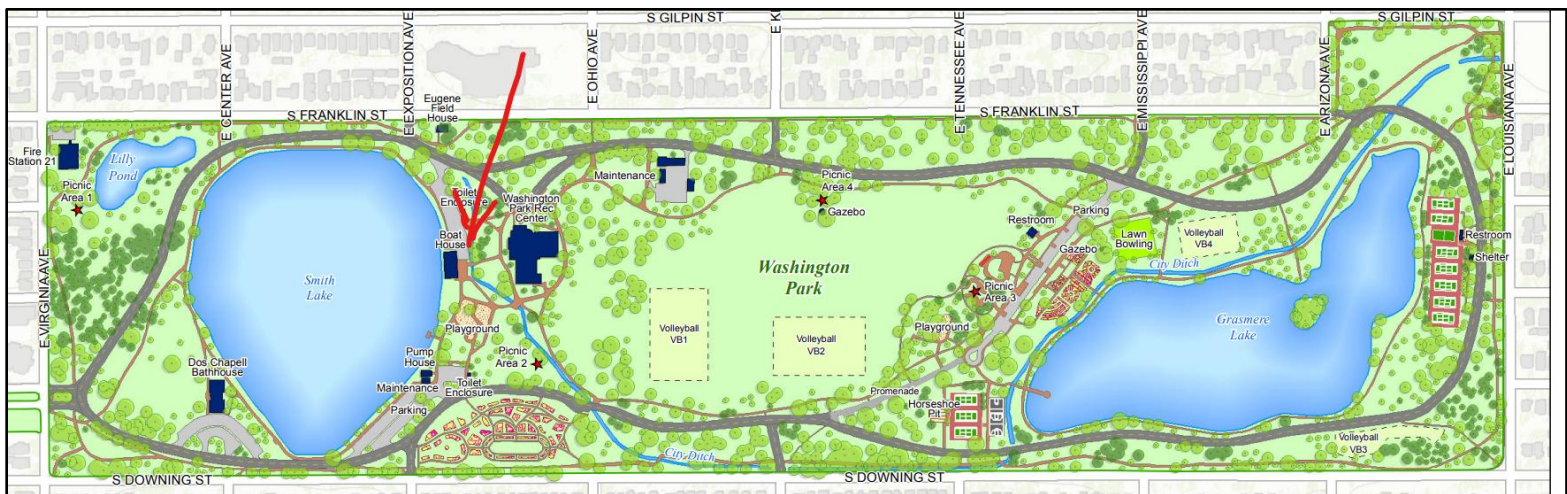 S GILPIN ST
S GILPIN ST
E CENTER AVE
E EXPOSITION AVE
E OHIO AVE
E KI
E TENNESSEE AVE
E MISSISSIPPI AVE
E ARIZONA AVE
E LOUISIANA AVE
E VIRGINIA AVE
S FRANKLIN ST
S FRANKLIN ST
Eugene
Field
House
Fire
Station 21
Lilly
Pond
Picnic
Area 1
Toilet
Enclosure
Washington
Park Rec
Center
Boat
House
Maintenance
Picnic
Area 4
Gazebo
Restroom
Parking
Gazebo
Lawn
Bowling
Volleyball
VB4
City Ditch
Restroom
Shelter
Smith
Lake
Washington
Park
Picnic
Area 3
Grasmere
Lake
Playground
Volleyball
VB1
Volleyball
VB2
Playground
Dos Chapell
Bathhouse
Pump
House
Picnic
Area 2
Maintenance
Toilet
Enclosure
Parking
Promenade
Horseshoe
Pit
Volleyball
VB3
City Ditch
S DOWNING ST
S DOWNING ST